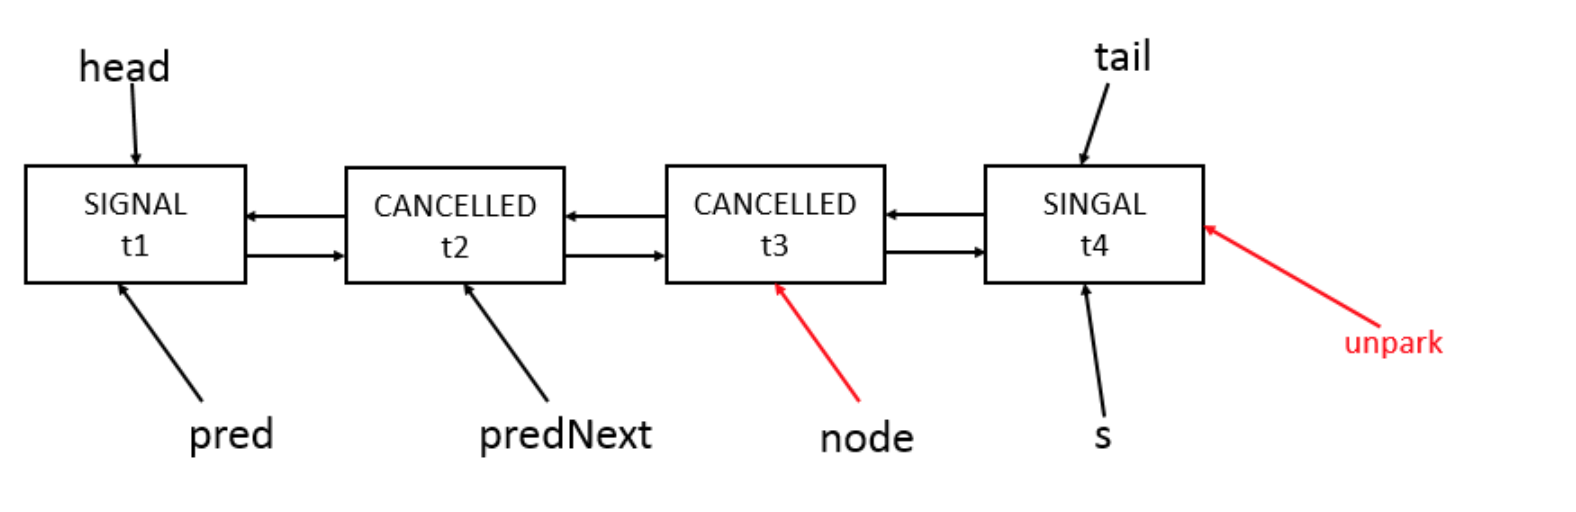 head
tail
SIGNAL
t1
CANCELLED
t2
CANCELLED
t3
SINGAL
t4
unpark
pred
predNext
node
s